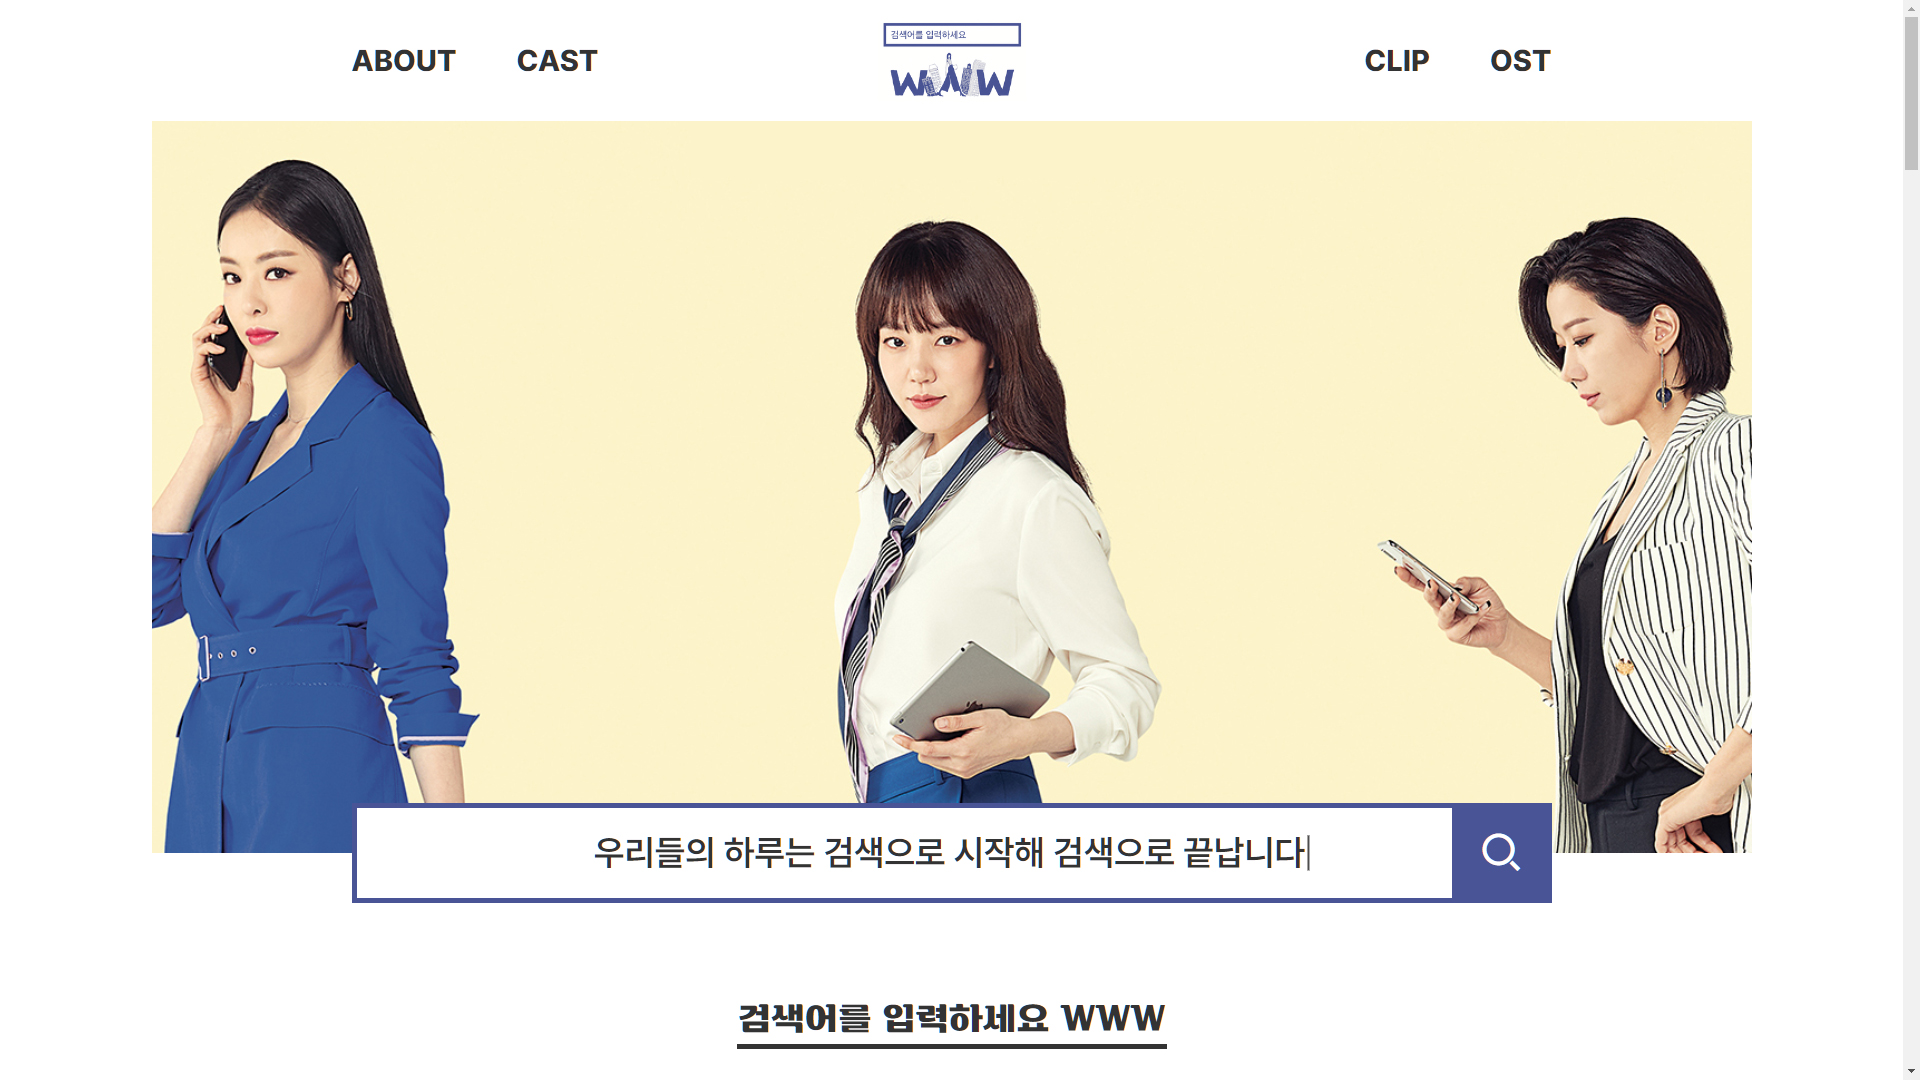 ABOUT CAST
검색어를 입력하세요
WWW
CLIP OST
우리들의 하루는 검색으로 시작해 검색으로 끝납니다
검색어를 입력하세요 WWW